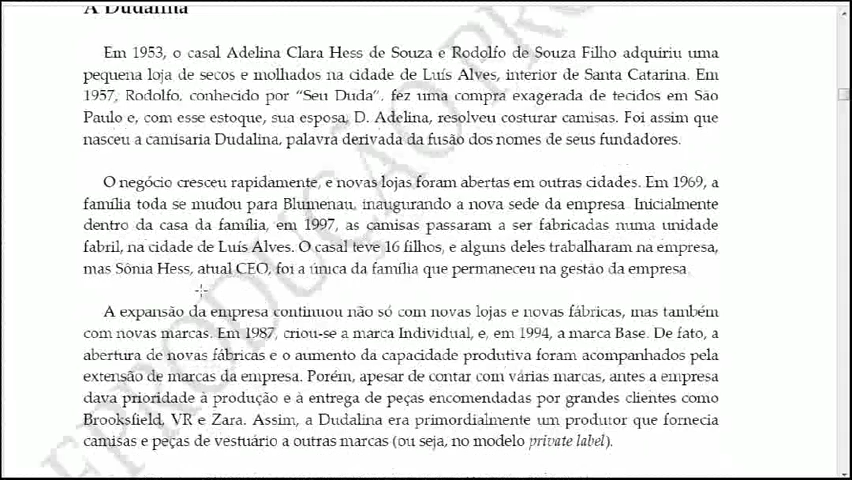 A Dudalina
Em 1953, o casal Adelina Clara Hess de Souza e Rodolfo de Souza Filho adquiriu uma
pequena loja de secos e molhados na cidade de Luís Alves, interior de Santa Catarina. Em
1957, Rodolfo, conhecido por “Seu Duda”, fez uma compra exagerada de tecidos em São
Paulo e, com esse estoque, sua esposa, D. Adelina, resolveu costurar camisas. Foi assim que
nasceu a camisaria Dudalina, palavra derivada da fusão dos nomes de seus fundadores.
O negócio cresceu rapidamente, e novas lojas foram abertas em outras cidades. Em 1969, a
família toda se mudou para Blumenau, inaugurando a nova sede da empresa. Inicialmente
dentro da casa da família, em 1997, as camisas passaram a ser fabricadas numa unidade
fabril, na cidade de Luís Alves. O casal teve 16 filhos, e alguns deles trabalharam na empresa,
mas Sônia Hess, atual CEO, foi a única da família que permaneceu na gestão da empresa.
A expansão da empresa continuou não só com novas lojas e novas fábricas, mas também
com novas marcas. Em 1987, criou-se a marca Individual, e, em 1994, a marca Base. De fato, a
abertura de novas fábricas e o aumento da capacidade produtiva foram acompanhados pela
extensão de marcas da empresa. Porém, apesar de contar com várias marcas, antes a empresa
dava prioridade à produção e à entrega de peças encomendadas por grandes clientes como
Brooksfield, VR e Zara. Assim, a Dudalina era primordialmente um produtor que fornecia
camisas e peças de vestuário a outras marcas (ou seja, no modelo private label).
REPRODUÇÃO PRO